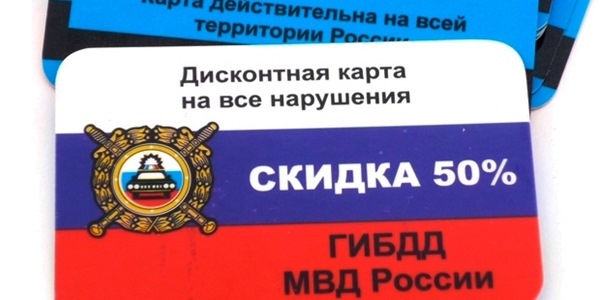 карта действительна на всей
территории России
Дисконтная карта
на все нарушения
СКИДКА 50%
ГИБДД
МВД России